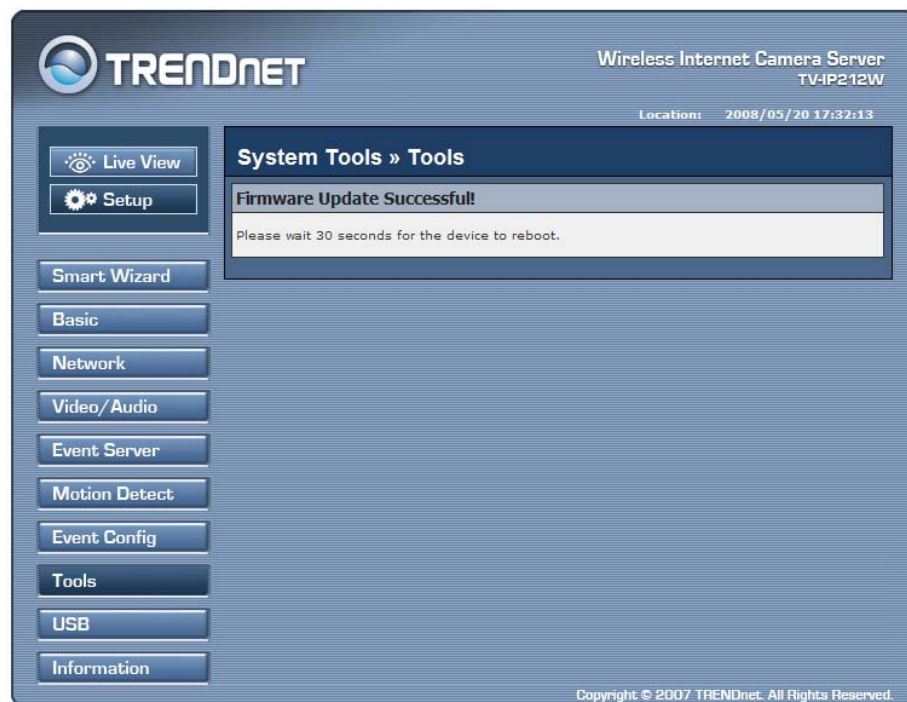 TRENDNET
Wireless Internet Camera Server
TV-IP212W
Location: 2008/05/20 17:32:13
Live View
Setup
System Tools » Tools
Firmware Update Successful!
Please wait 30 seconds for the device to reboot.
Smart Wizard
Basic
Network
Video/Audio
Event Server
Motion Detect
Event Config
Tools
USB
Information
Copyright © 2007 TRENDnet. All Rights Reserved.